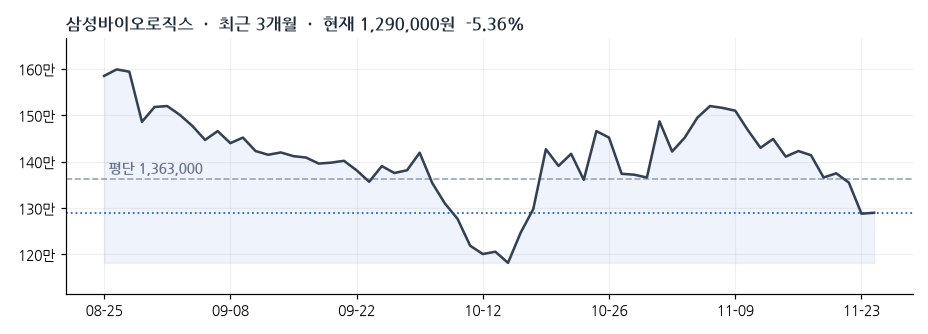 삼성바이오로직스 · 최근 3개월 · 현재 1,290,000원 -5.36%
160만
150만
140만
평단 1,363,000
130만
120만
08-25 09-08 09-22 10-12 10-26 11-09 11-23